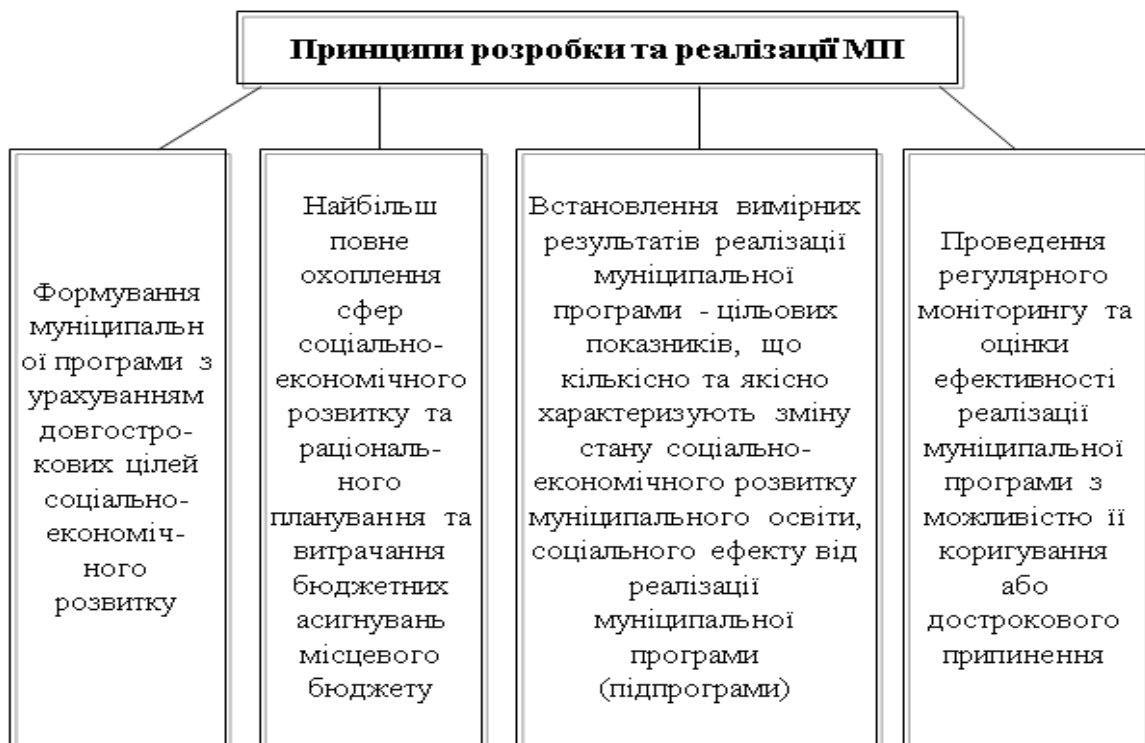 Принципи розробки та реалізації МП
Формування
муніципальн
ої програми з
урахуванням
довгостро-
кових цілей
соціально-
економіч-
ного
розвитку
Найбільш
повне
охоплення
сфер
соціально-
економічного
розвитку та
раціональ-
ного
планування та
витрачання
бюджетних
асигнувань
місцевого
бюджету
Встановлення вимірних
результатів реалізації
муніципальної
програми - цільових
показників, що
кількісно та якісно
характеризують зміну
стану соціально-
економічного розвитку
муніципального освіти,
соціального ефекту від
реалізації
муніципальної
програми
(підпрограми)
Проведення
регулярного
моніторингу та
оцінки
ефективності
реалізації
муніципальної
програми з
можливістю її
коригування
або
дострокового
припинення